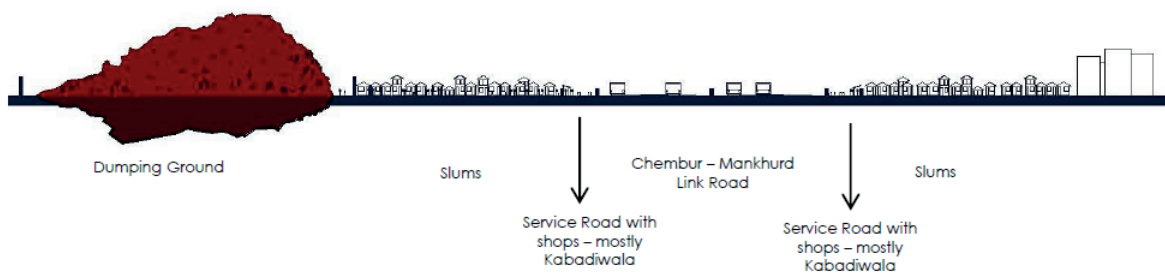 Dumping Ground
Slums
Chembur – Mankhurd
Link Road
Slums
Service Road with
shops – mostly
Kabadiwala
Service Road with
shops – mostly
Kabadiwala